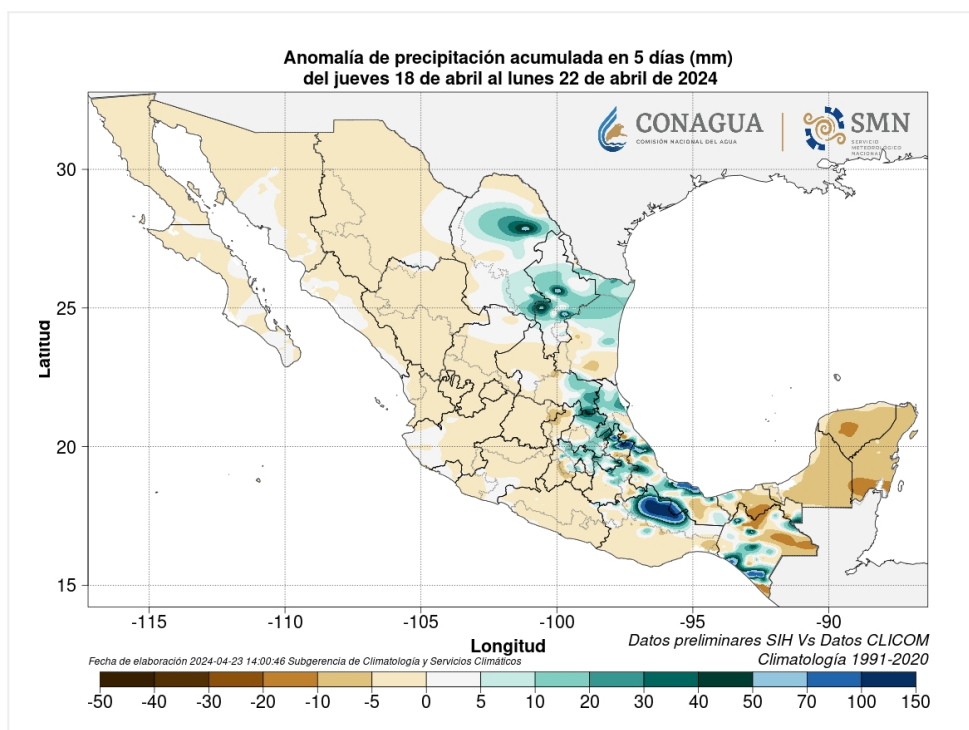 Anomalía de precipitación acumulada en 5 días (mm)
del jueves 18 de abril al lunes 22 de abril de 2024
CONAGUA
COMISIÓN NACIONAL DEL AGUA
SMN
SERVICIO
METEOROLÓGICO
NACIONAL
30
25
20
15
Latitud
-115
-110
-105
-100
-95
-90
Longitud
Datos preliminares SIH Vs Datos CLICOM
Climatología 1991-2020
Fecha de elaboración 2024-04-23 14:00:46 Subgerencia de Climatología y Servicios Climáticos
-50 -40 -30 -20 -10 -5 0 5 10 20 30 40 50 70 100 150